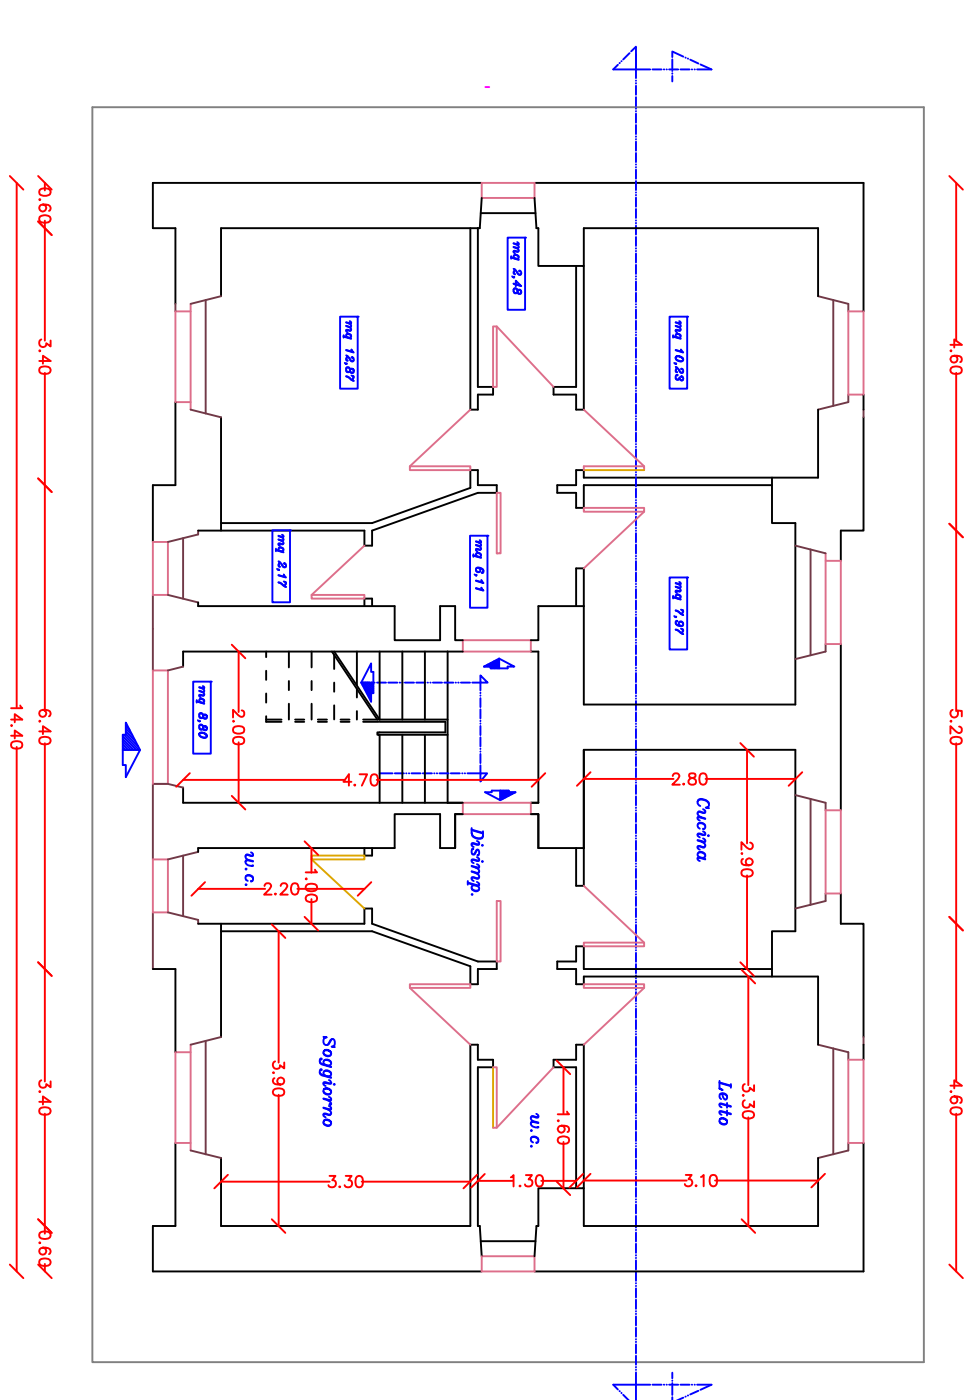 0.60
3.40
6.40
3.40
0.60
14.40
4.60
5.20
4.60
mq 2,48
mq 12,87
mq 10,23
mq 2,17
mq 6,11
mq 7,97
mq 8,80
2.00
4.70
2.80
Cucina
2.90
Disimp.
w.c.
2.20
1.00
Soggiorno
3.90
3.30
w.c.
1.60
1.30
Letto
3.30
3.10